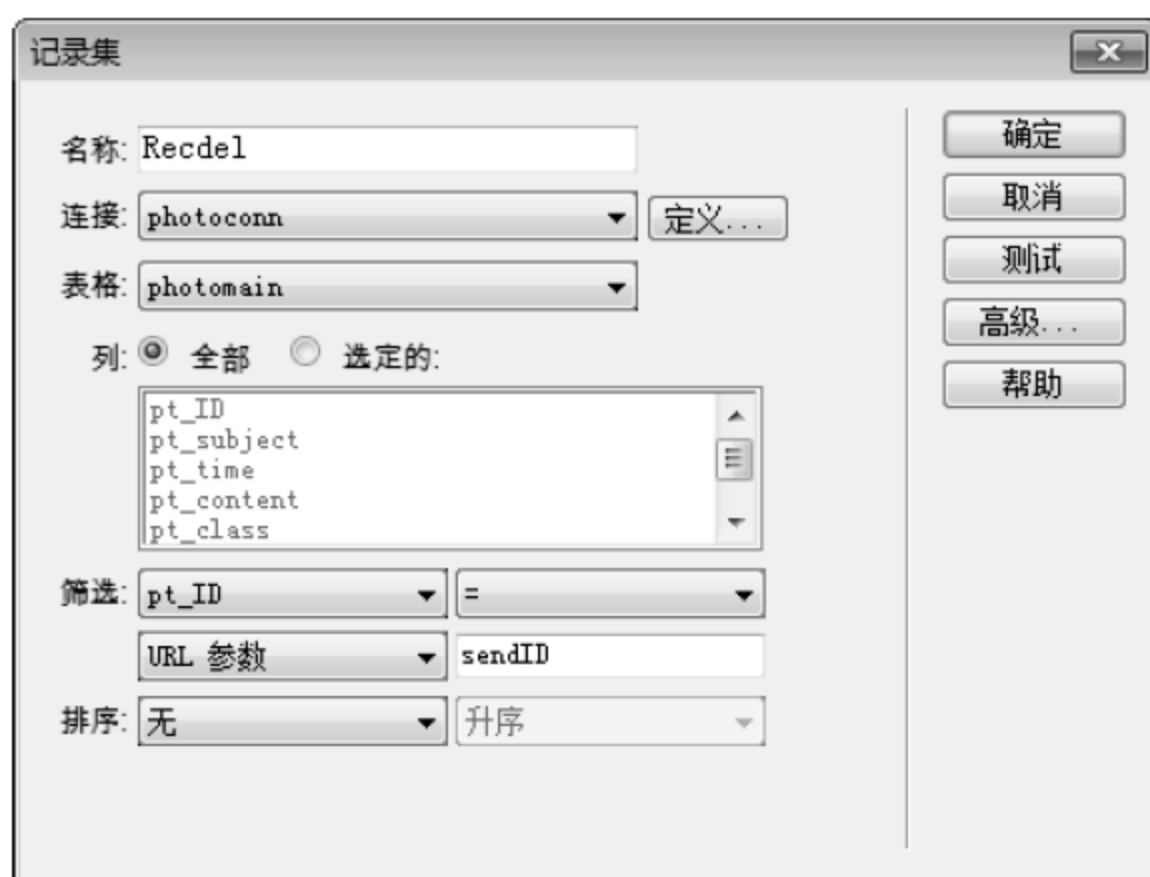 记录集
名称: Recdel
连接: photoconn 定义...
表格: photomain
列: 全部 选定的:
pt_ID
pt_subject
pt_time
pt_content
pt_class
筛选: pt_ID =
URL 参数 sendID
排序: 无 升序
确定
取消
测试
高级...
帮助